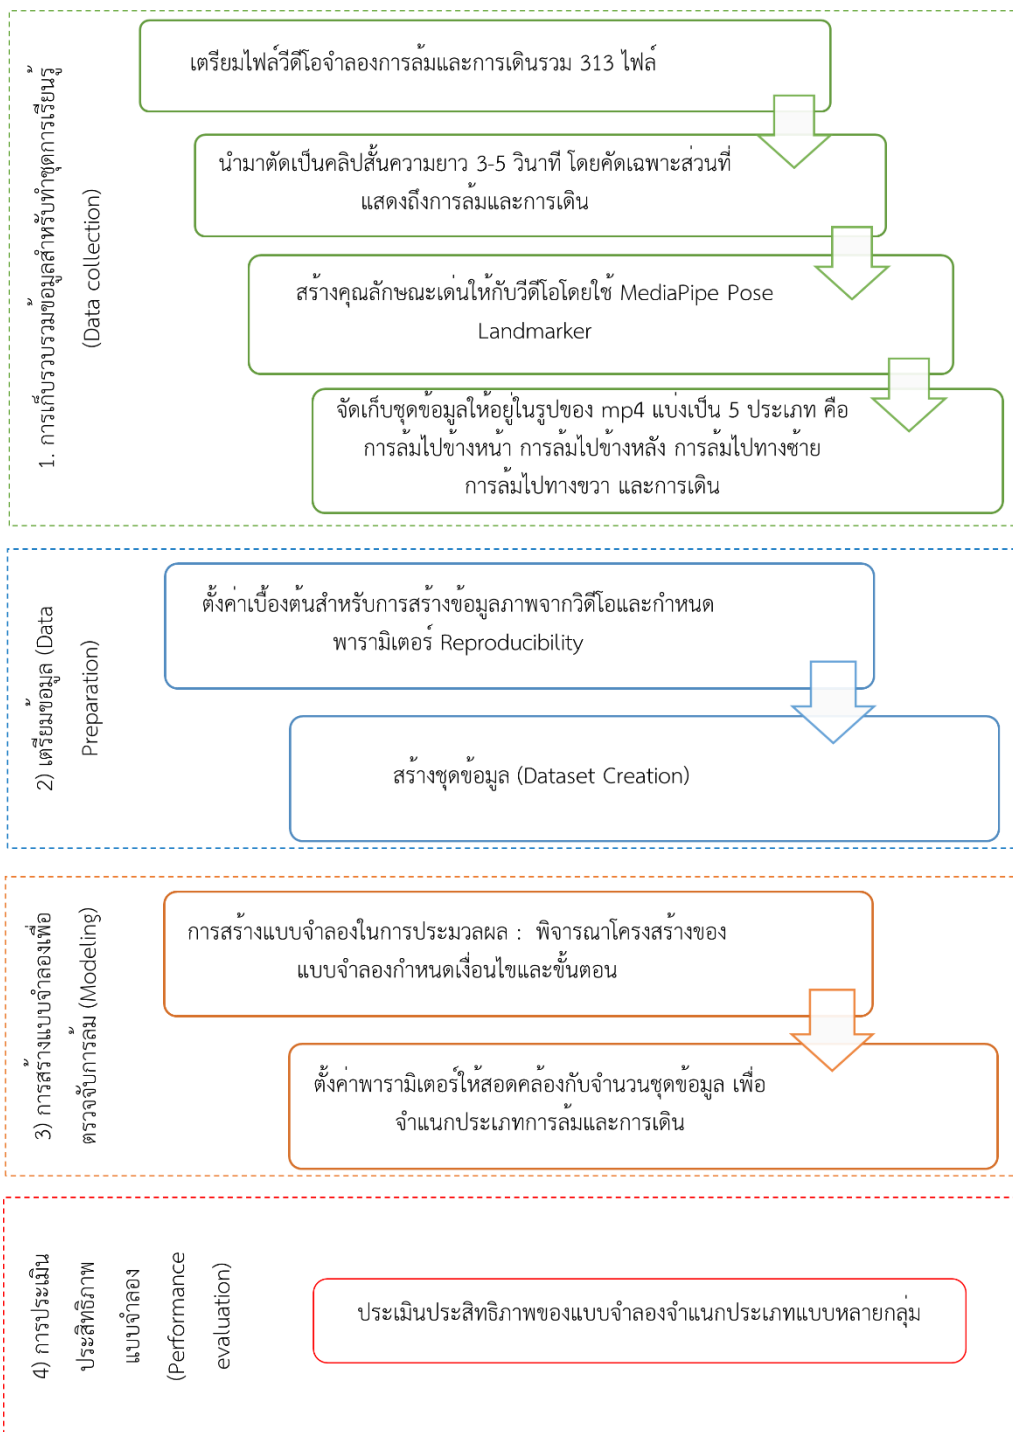 1. การเก็บรวบรวมข้อมูลสำหรับทำชุดการเรียนรู้
(Data collection)
เตรียมไฟล์วีดีโอจำลองการล้มและการเดินรวม 313 ไฟล์
นำมาตัดเป็นคลิปสั้นความยาว 3-5 วินาที โดยคัดเฉพาะส่วนที่
แสดงถึงการล้มและการเดิน
สร้างคุณลักษณะเด่นให้กับวีดีโอโดยใช้ MediaPipe Pose
Landmarker
จัดเก็บชุดข้อมูลให้อยู่ในรูปของ mp4 แบ่งเป็น 5 ประเภท คือ
การล้มไปข้างหน้า การล้มไปข้างหลัง การล้มไปทางซ้าย
การล้มไปทางขวา และการเดิน
2) เตรียมข้อมูล (Data
Preparation)
ตั้งค่าเบื้องต้นสำหรับการสร้างข้อมูลภาพจากวิดีโอและกำหนด
พารามิเตอร์ Reproducibility
สร้างชุดข้อมูล (Dataset Creation)
3) การสร้างแบบจำลองเพื่อ
ตรวจจับการล้ม (Modeling)
การสร้างแบบจำลองในการประมวลผล : พิจารณาโครงสร้างของ
แบบจำลองกำหนดเงื่อนไขและขั้นตอน
ตั้งค่าพารามิเตอร์ให้สอดคล้องกับจำนวนชุดข้อมูล เพื่อ
จำแนกประเภทการล้มและการเดิน
4) การประเมิน
ประสิทธิภาพ
แบบจำลอง
(Performance
evaluation)
ประเมินประสิทธิภาพของแบบจำลองจำแนกประเภทแบบหลายกลุ่ม